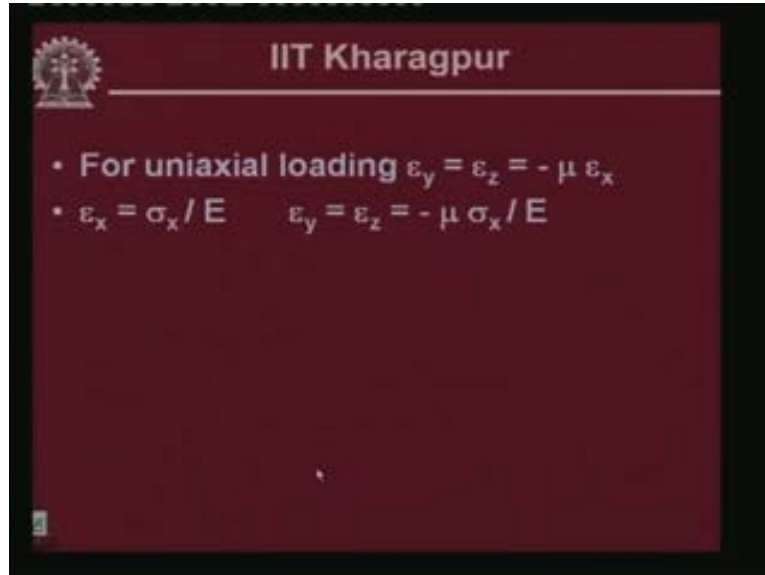 IIT Kharagpur
• For uniaxial loading εy = εz = - μ εx
• εx = σx / E εy = εz = - μ σx / E